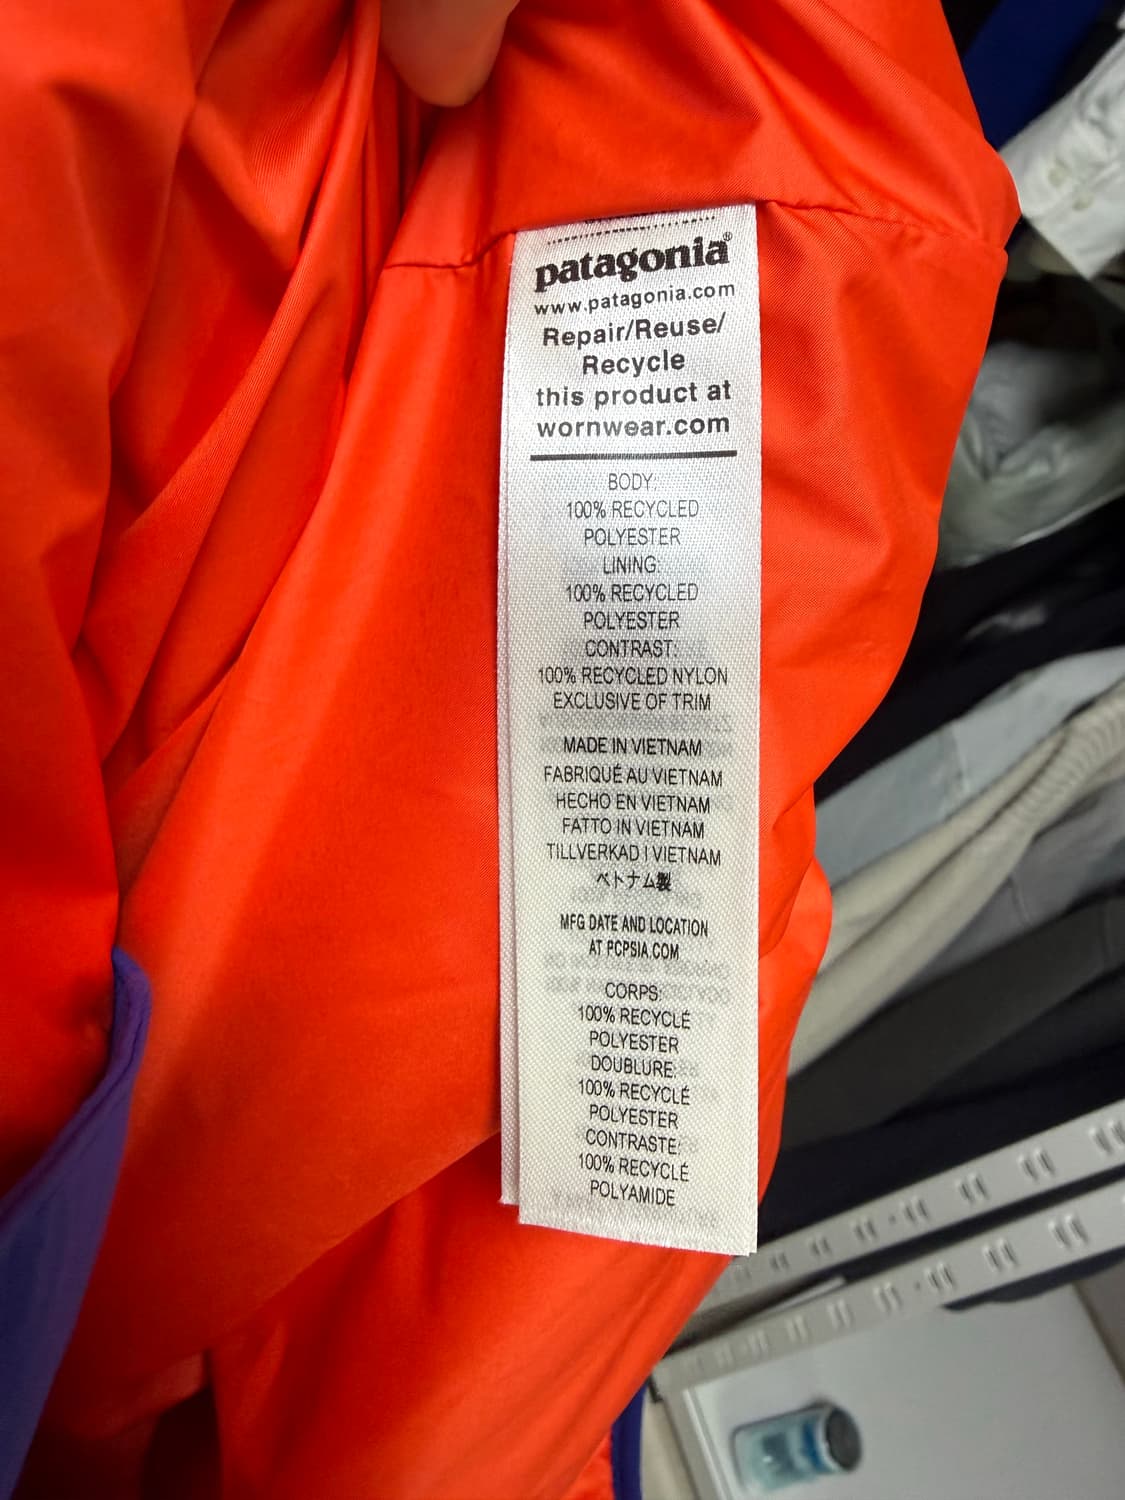 patagonia®
www.patagonia.com
Repair/Reuse/
Recycle
this product at
wornwear.com
BODY:
100% RECYCLED
POLYESTER
LINING:
100% RECYCLED
POLYESTER
CONTRAST:
100% RECYCLED NYLON
EXCLUSIVE OF TRIM
MADE IN VIETNAM
FABRIQUÉ AU VIETNAM
HECHO EN VIETNAM
FATTO IN VIETNAM
TILLVERKAD I VIETNAM
ベトナム製
MFG DATE AND LOCATION
AT PCPSIA.COM
CORPS:
100% RECYCLÉ
POLYESTER
DOUBLURE:
100% RECYCLÉ
POLYESTER
CONTRASTE:
100% RECYCLÉ
POLYAMIDE